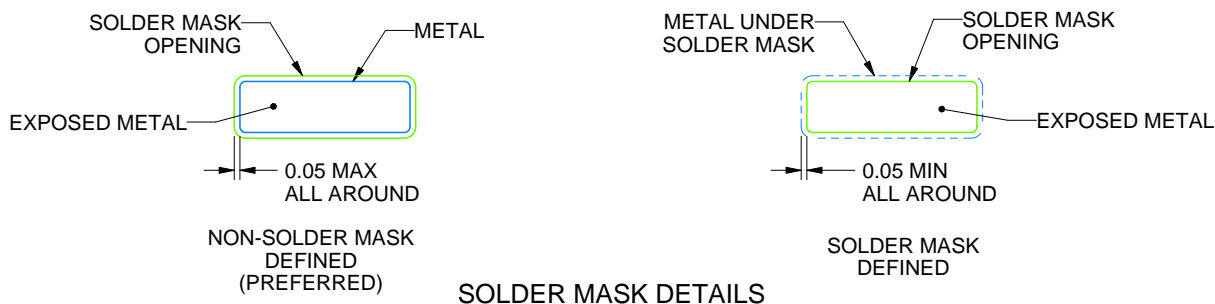 SOLDER MASK
OPENING
METAL
EXPOSED METAL
0.05 MAX
ALL AROUND
NON-SOLDER MASK
DEFINED
(PREFERRED)
METAL UNDER
SOLDER MASK
SOLDER MASK
OPENING
EXPOSED METAL
0.05 MIN
ALL AROUND
SOLDER MASK
DEFINED
SOLDER MASK DETAILS